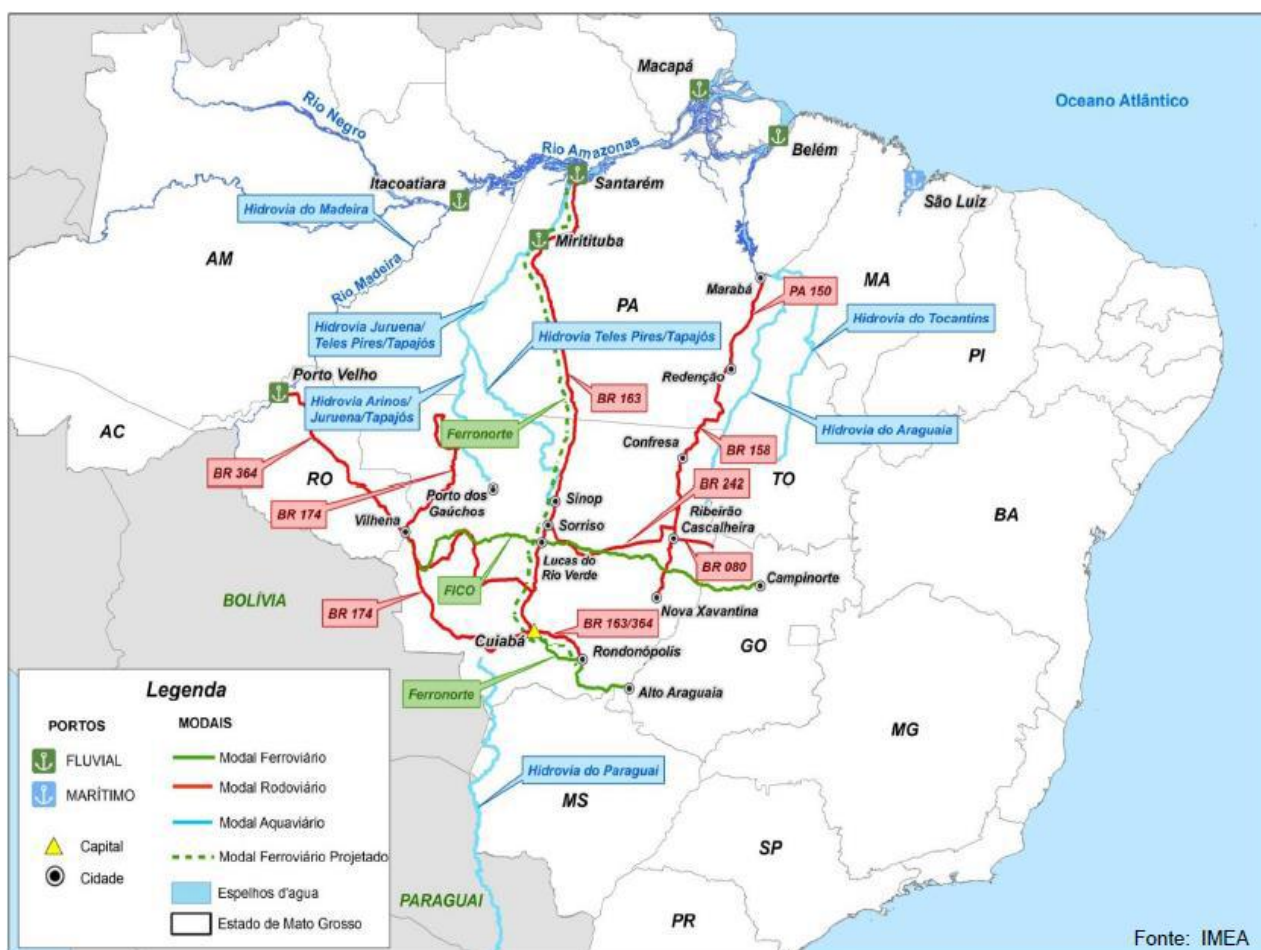 Macapá
Oceano Atlântico
Rio Negro
Rio Amazonas
Belém
Santarém
Itacoatiara
São Luiz
Hidrovia do Madeira
Miritituba
AM
Rio Madeira
Marabá
MA
PA 150
PA
Hidrovia Juruena/
Teles Pires/Tapajós
Hidrovia Teles Pires/Tapajós
Hidrovia do Tocantins
PI
Porto Velho
Redenção
Hidrovia Arinos/
Juruena/Tapajós
BR 163
AC
Ferronorte
Hidrovia do Araguaia
Confresa
BR 158
BR 364
RO
TO
BR 242
BR 174
Porto dos
Gaúchos
Sinop
Ribeirão
Cascalheira
BA
Vilhena
Sorriso
Lucas do
Rio Verde
BR 080
FICO
Campinorte
BOLÍVIA
Nova Xavantina
BR 174
BR 163/364
Cuiabá
GO
Rondonópolis
Ferronorte
Alto Araguaia
MG
Hidrovia do Paraguai
MS
SP
PARAGUAI
PR
Legenda
PORTOS
FLUVIAL
MARÍTIMO
Capital
Cidade
MODAIS
Modal Ferroviário
Modal Rodoviário
Modal Aquaviário
Modal Ferroviário Projetado
Espelhos d'agua
Estado de Mato Grosso
Fonte: IMEA